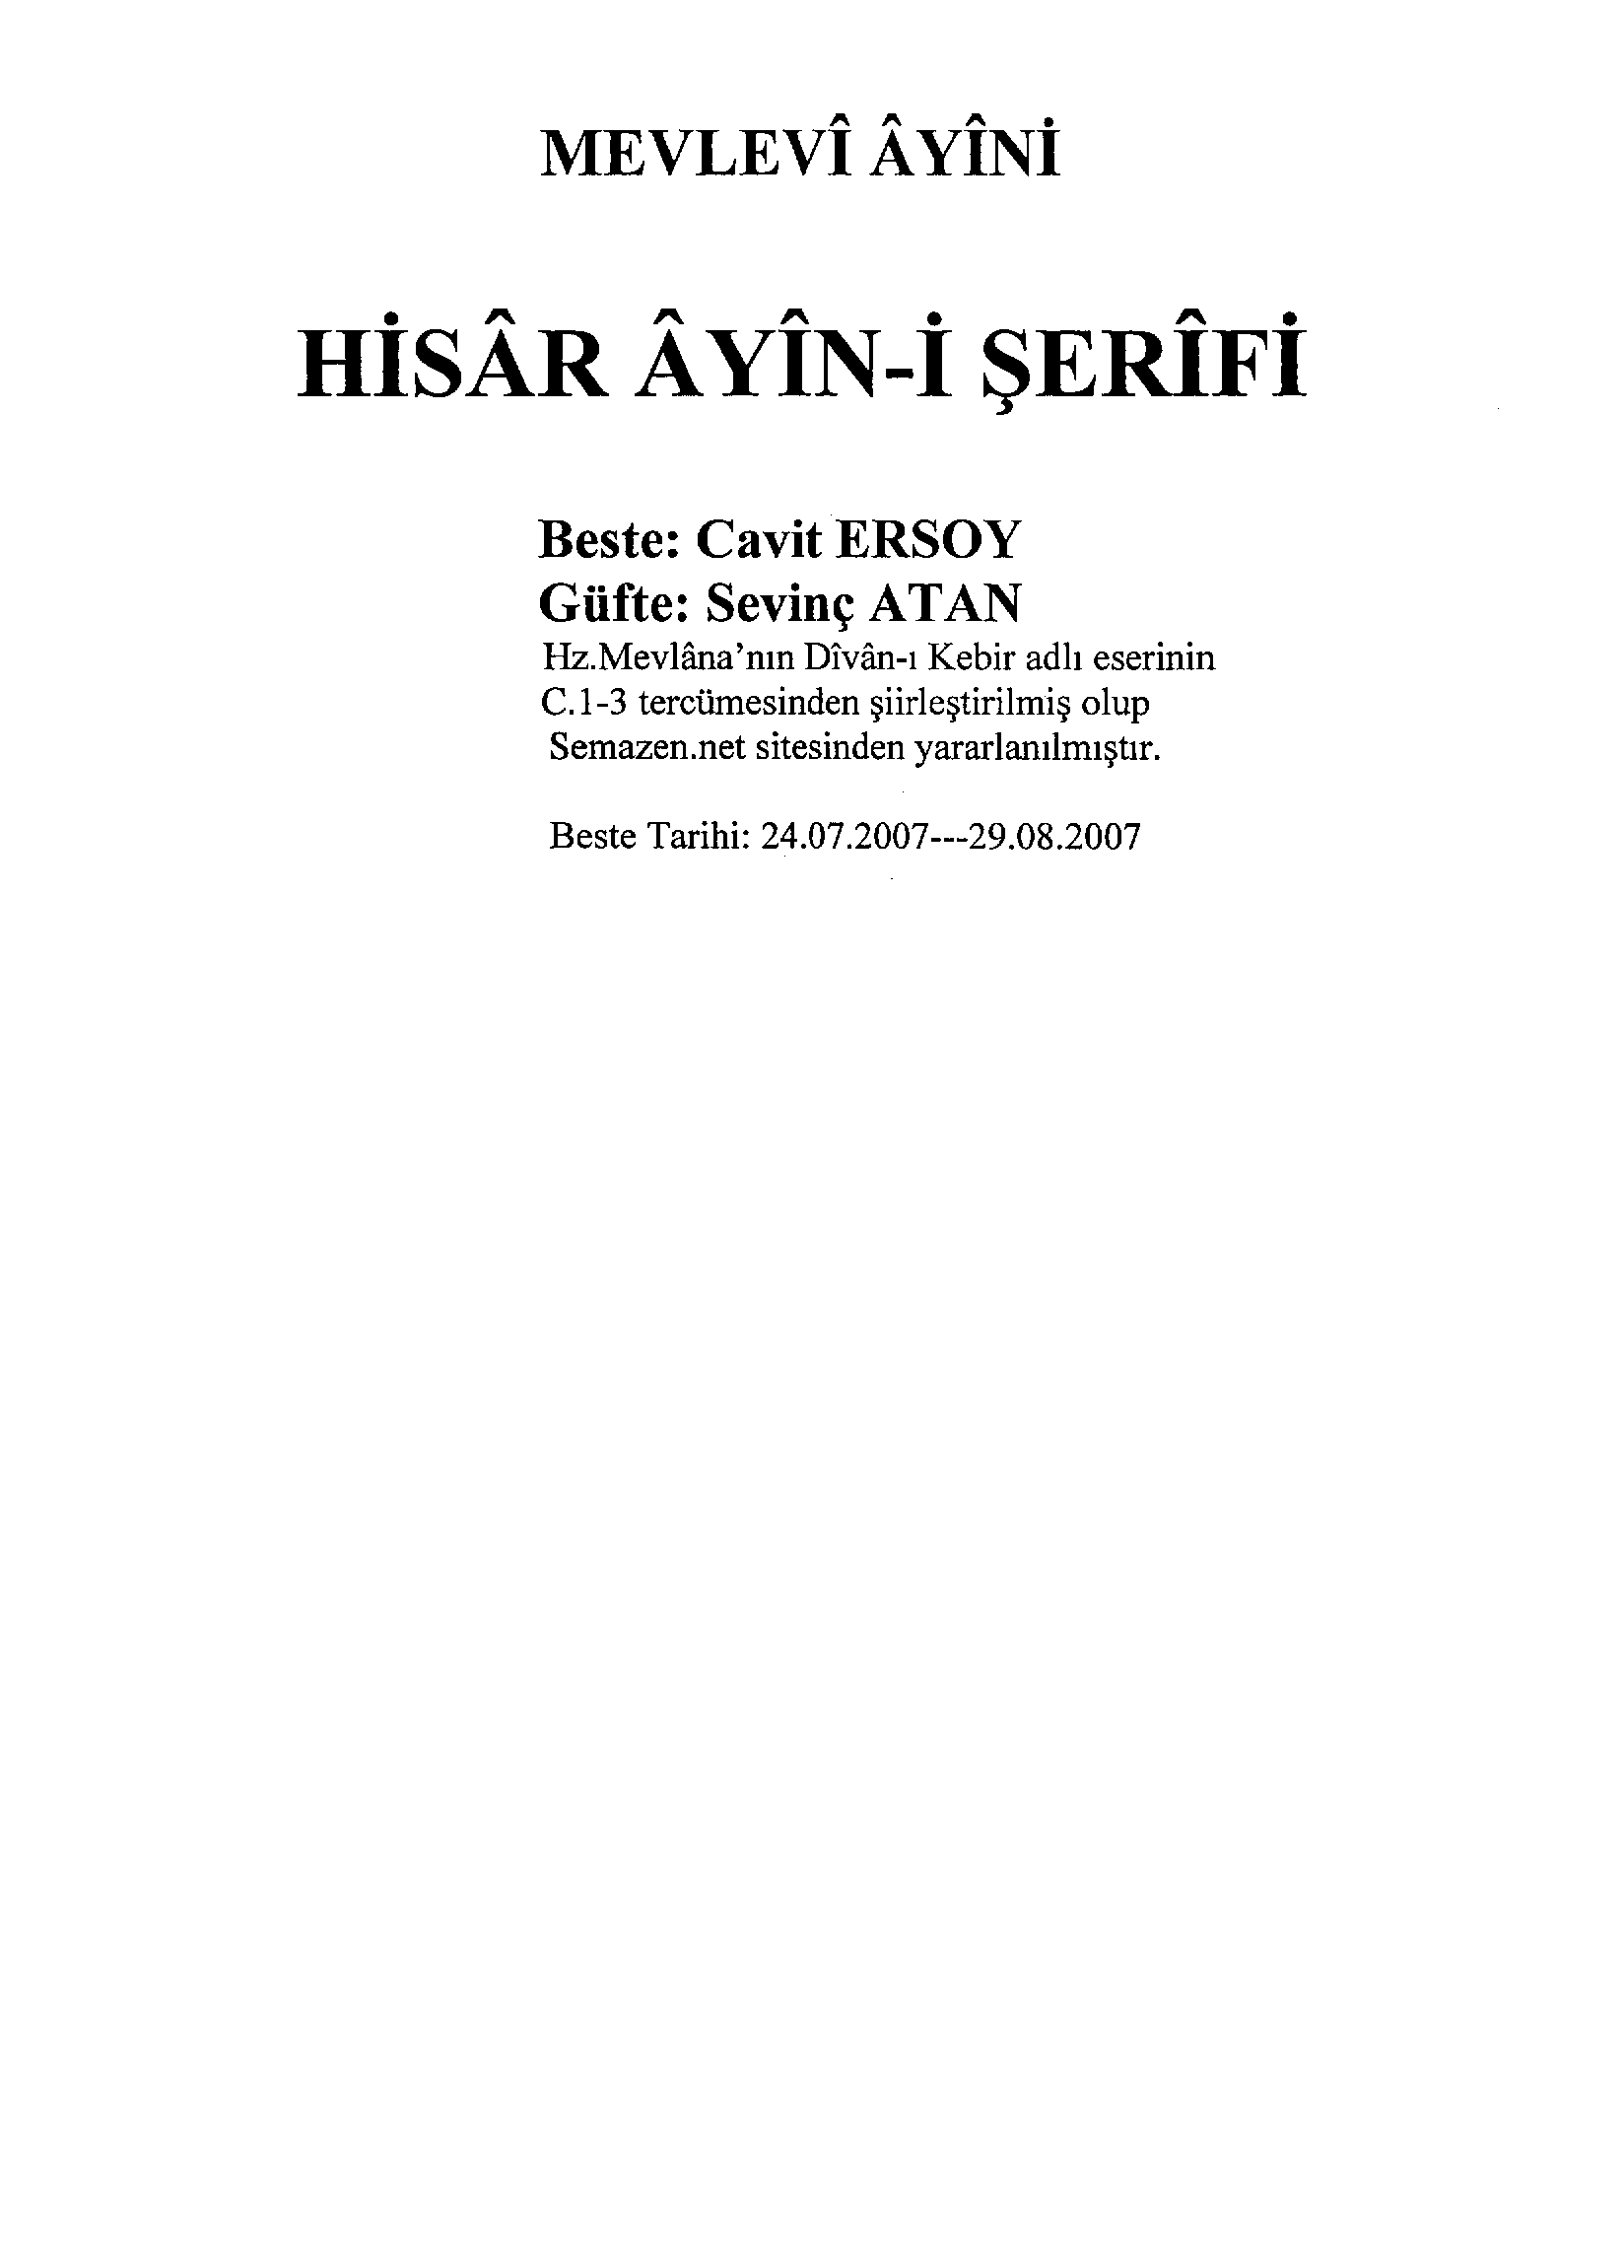 MEVLEVÎ ÂYÎNİ
HİSÂR ÂYÎN-İ ŞERÎFİ
Beste: Cavit ERSOY
Güfte: Sevinç ATAN
Hz.Mevlâna’nın Dîvân-ı Kebir adlı eserinin
C.1-3 tercümesinden şiirleştirilmiş olup
Semazen.net sitesinden yararlanılmıştır.
Beste Tarihi: 24.07.2007---29.08.2007